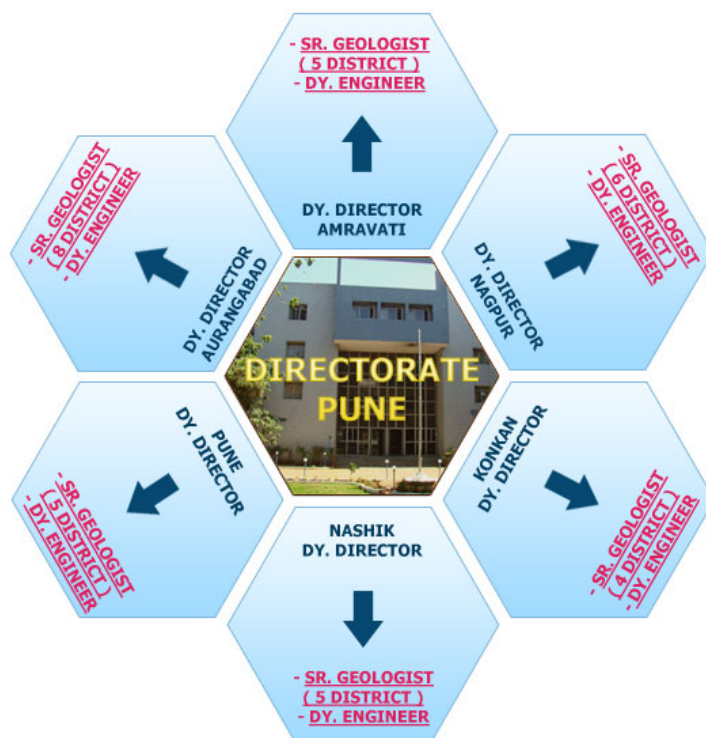 - SR. GEOLOGIST
( 5 DISTRICT )
- DY. ENGINEER
DY. DIRECTOR
AMRAVATI
- SR. GEOLOGIST
( 6 DISTRICT )
- DY. ENGINEER
DY. DIRECTOR
NAGPUR
KONKAN
DY. DIRECTOR
- SR. GEOLOGIST
( 4 DISTRICT )
- DY. ENGINEER
NASHIK
DY. DIRECTOR
- SR. GEOLOGIST
( 5 DISTRICT )
- DY. ENGINEER
PUNE
DY. DIRECTOR
- SR. GEOLOGIST
( 5 DISTRICT )
- DY. ENGINEER
- SR. GEOLOGIST
( 8 DISTRICT )
- DY. ENGINEER
DY. DIRECTOR
AURANGABAD
DIRECTORATE
PUNE